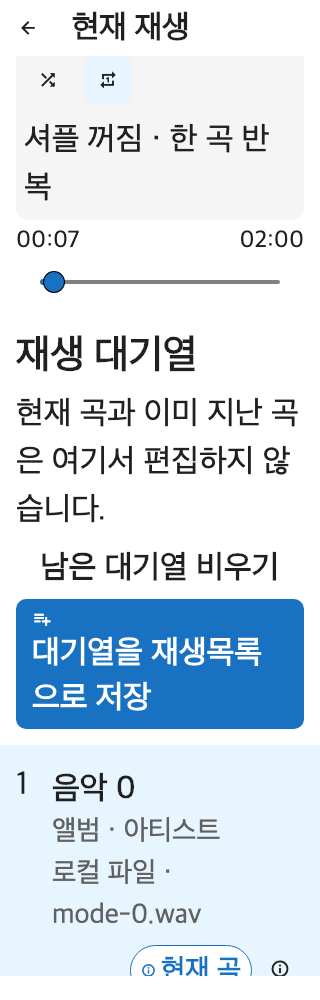 현재 재생
셔플 꺼짐 · 한 곡 반
복
00:07 02:00
재생 대기열
현재 곡과 이미 지난 곡
은 여기서 편집하지 않
습니다.
남은 대기열 비우기
대기열을 재생목록
으로 저장
1 음악 0
앨범 · 아티스트
로컬 파일 ·
mode-0.wav
현재 곡